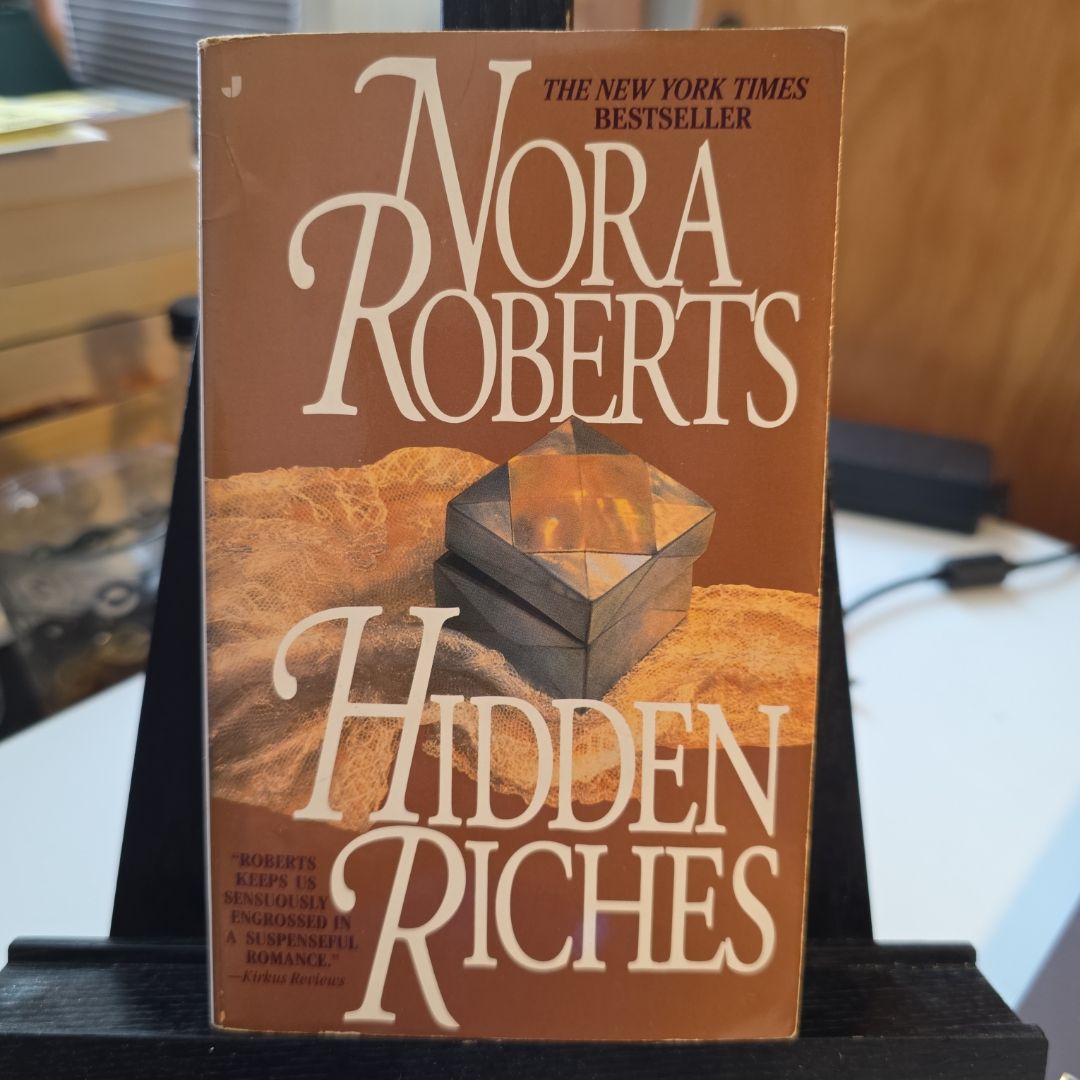 J
THE NEW YORK TIMES
BESTSELLER
NORA
ROBERTS
HIDDEN
RICHES
"ROBERTS
KEEPS US
SENSUOUSLY
ENGROSSED IN
A SUSPENSEFUL
ROMANCE."
—Kirkus Reviews